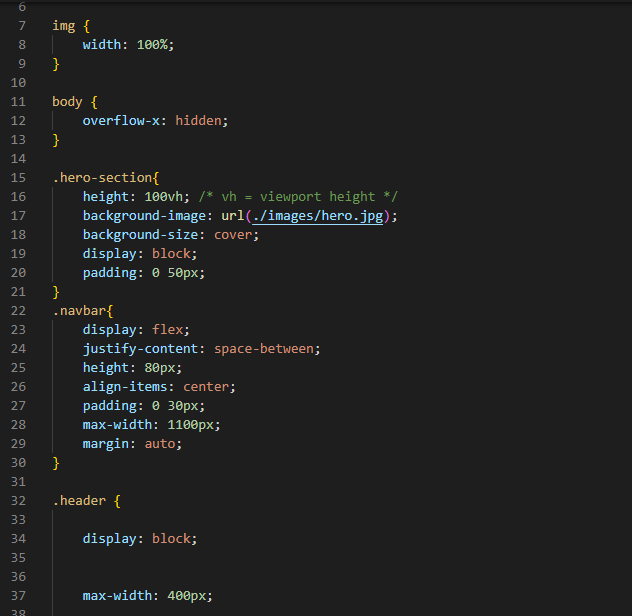 6
7 img {
8     width: 100%;
9 }
10
11 body {
12     overflow-x: hidden;
13 }
14
15 .hero-section{
16     height: 100vh; /* vh = viewport height */
17     background-image: url(./images/hero.jpg);
18     background-size: cover;
19     display: block;
20     padding: 0 50px;
21 }
22 .navbar{
23     display: flex;
24     justify-content: space-between;
25     height: 80px;
26     align-items: center;
27     padding: 0 30px;
28     max-width: 1100px;
29     margin: auto;
30 }
31
32 .header {
33
34     display: block;
35
36
37     max-width: 400px;
38